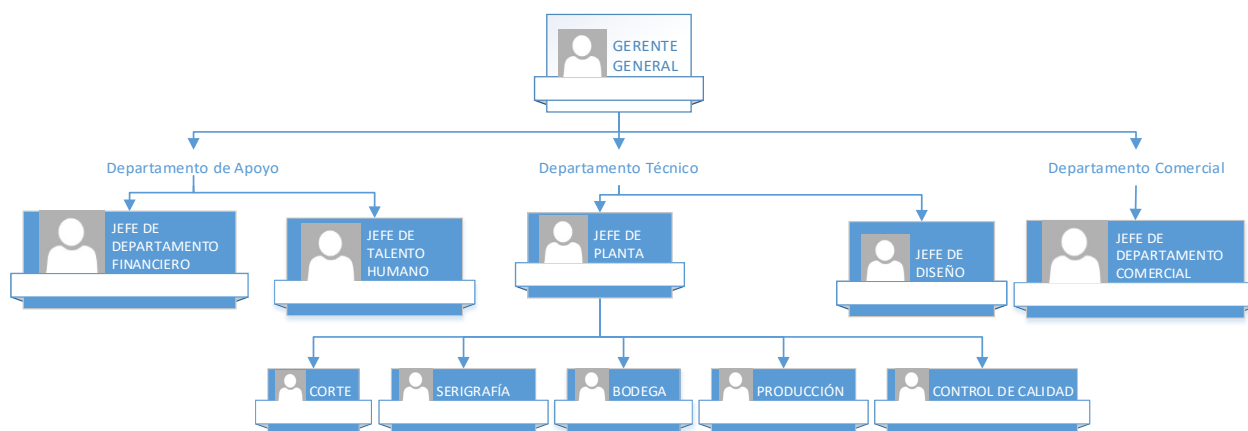 GERENTE
GENERAL
Departamento de Apoyo
Departamento Técnico
Departamento Comercial
JEFE DE
DEPARTAMENTO
FINANCIERO
JEFE DE
TALENTO
HUMANO
JEFE DE
PLANTA
JEFE DE
DISEÑO
JEFE DE
DEPARTAMENTO
COMERCIAL
CORTE
SERIGRAFÍA
BODEGA
PRODUCCIÓN
CONTROL DE CALIDAD